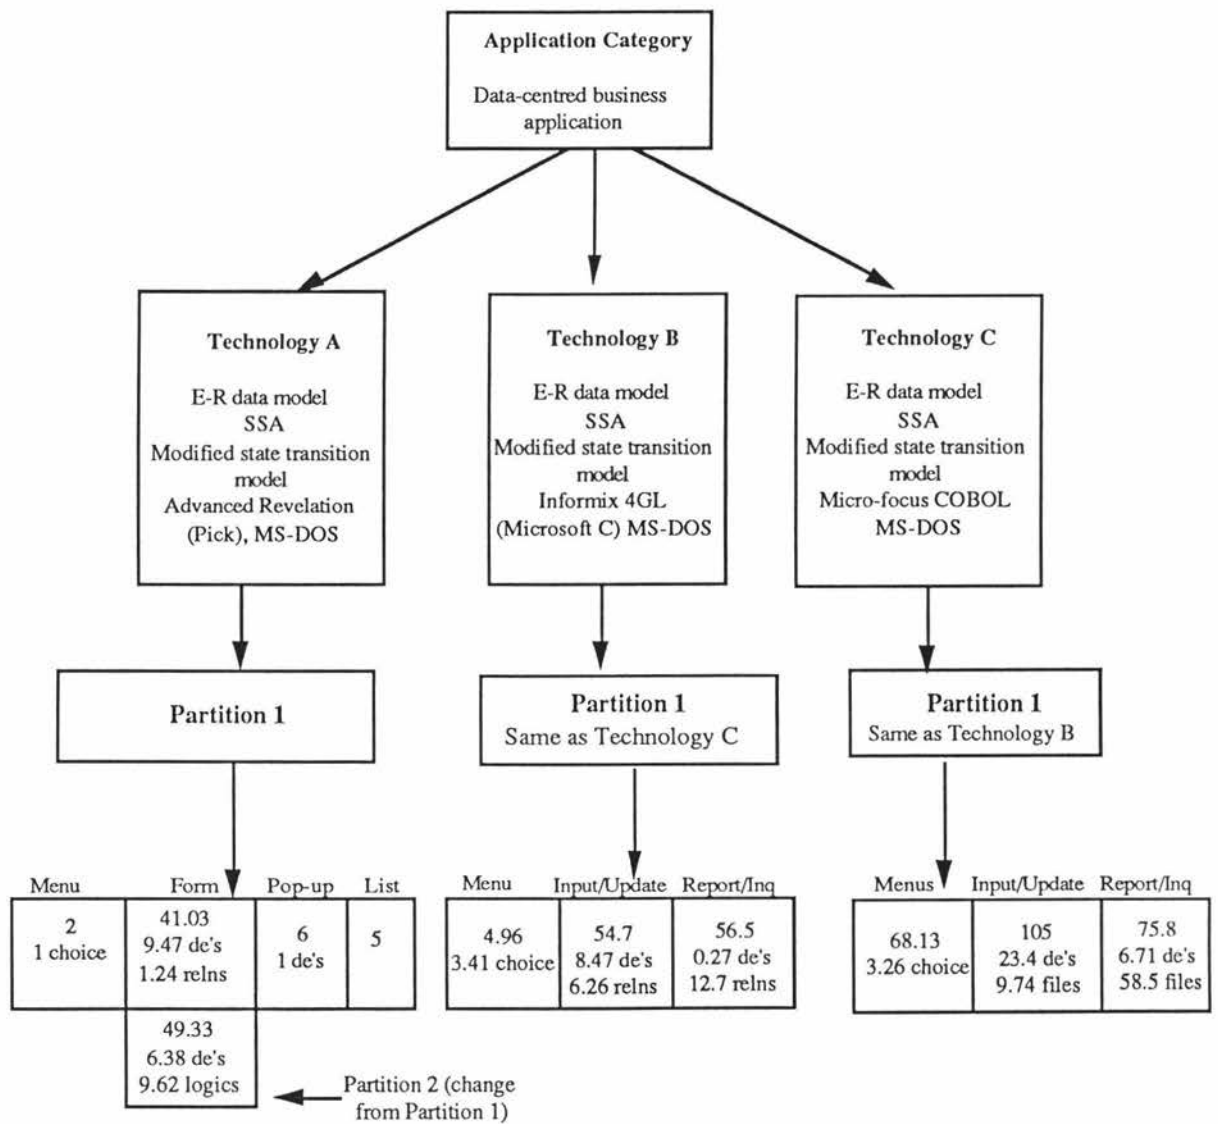 Application Category
Data-centred business
application
Technology A
E-R data model
SSA
Modified state transition
model
Advanced Revelation
(Pick), MS-DOS
Technology B
E-R data model
SSA
Modified state transition
model
Informix 4GL
(Microsoft C) MS-DOS
Technology C
E-R data model
SSA
Modified state transition
model
Micro-focus COBOL
MS-DOS
Partition 1
Partition 1
Same as Technology C
Partition 1
Same as Technology B
Menu
Form
Pop-up
List
2
1 choice
41.03
9.47 de's
1.24 relns
6
1 de's
5
49.33
6.38 de's
9.62 logics
Partition 2 (change
from Partition 1)
Menu
Input/Update
Report/Inq
4.96
3.41 choice
54.7
8.47 de's
6.26 relns
56.5
0.27 de's
12.7 relns
Menus
Input/Update
Report/Inq
68.13
3.26 choice
105
23.4 de's
9.74 files
75.8
6.71 de's
58.5 files